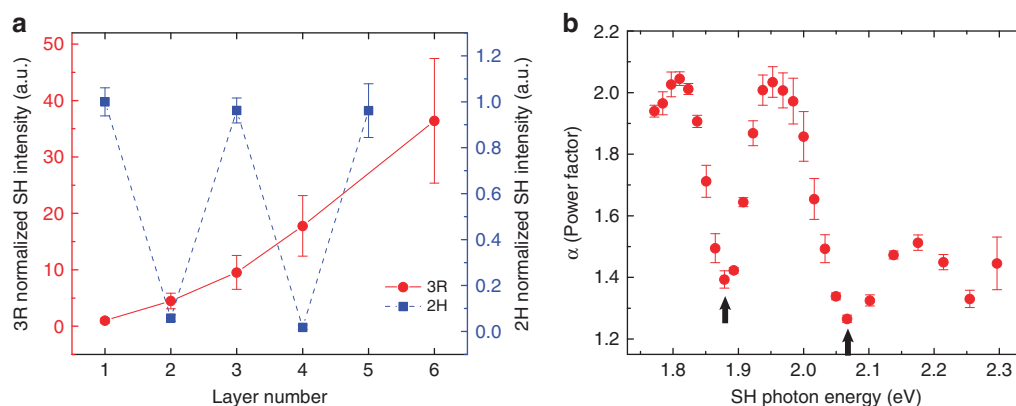 a
3R normalized SH intensity (a.u.)
50
40
30
20
10
0
1 2 3 4 5 6
Layer number
1.2
1.0
0.8
0.6
0.4
0.2
0.0
2H normalized SH intensity (a.u.)
3R
2H
b
α (Power factor)
2.2
2.0
1.8
1.6
1.4
1.2
1.8 1.9 2.0 2.1 2.2 2.3
SH photon energy (eV)